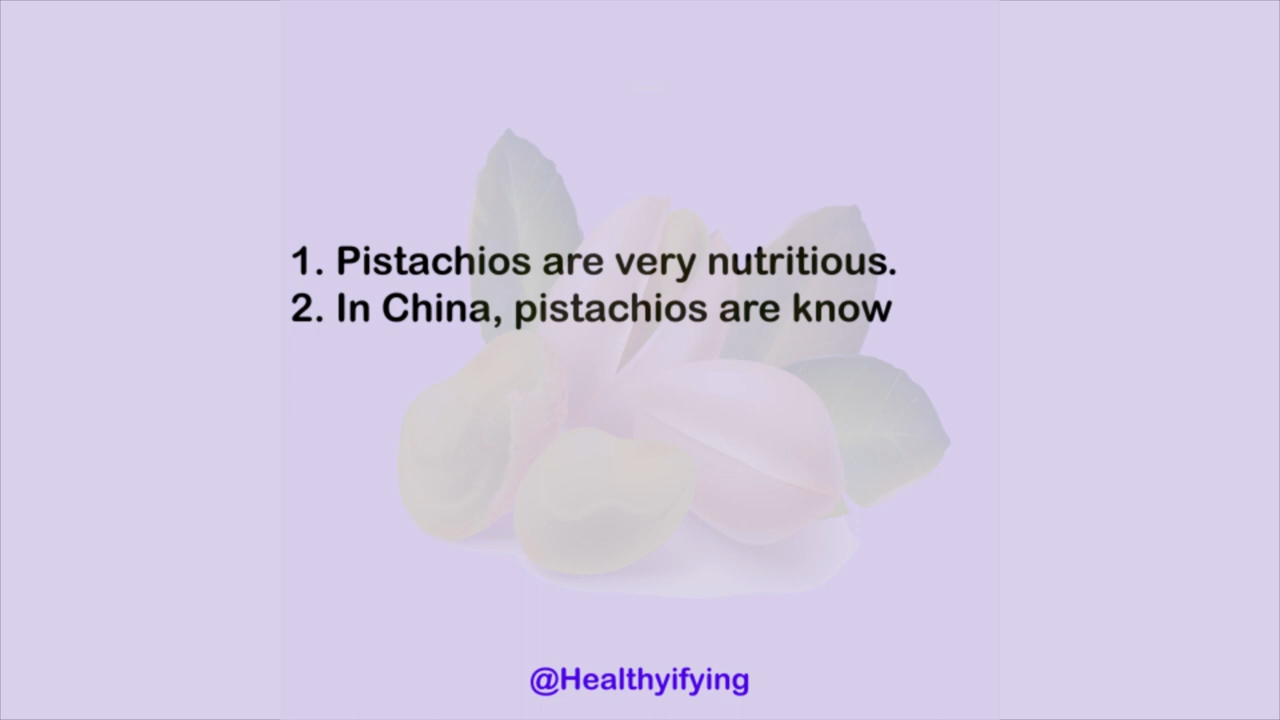 1. Pistachios are very nutritious.
2. In China, pistachios are know
@Healthyifying